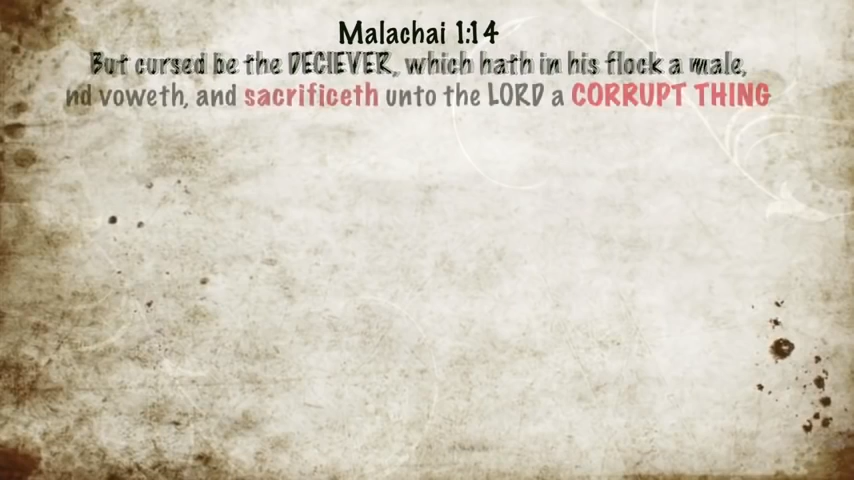 Malachai 1:14
But cursed be the DECIEVER, which hath in his flock a male,
nd voweth, and sacrificeth unto the LORD a CORRUPT THING